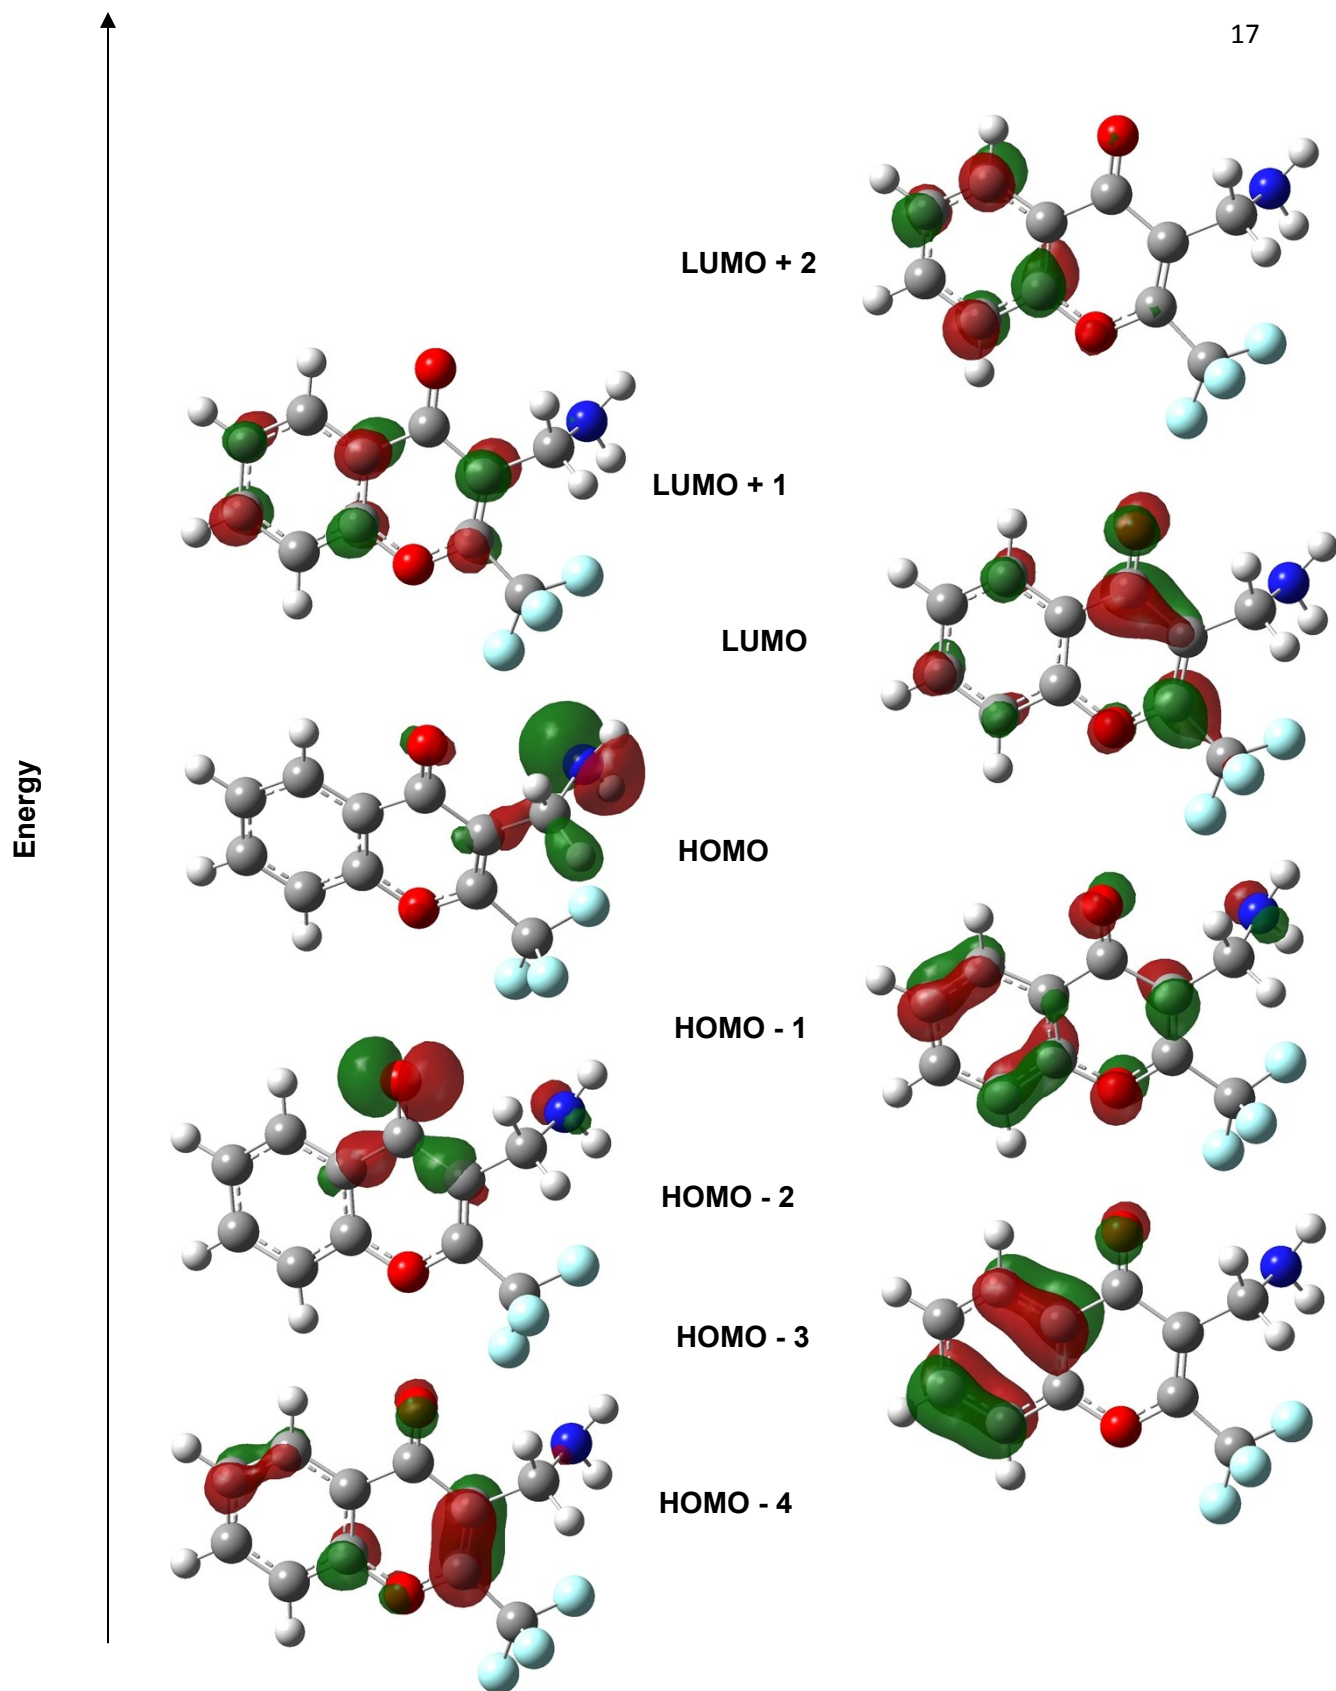 17
LUMO + 2
LUMO + 1
LUMO
Energy
HOMO
HOMO - 1
HOMO - 2
HOMO - 3
HOMO - 4